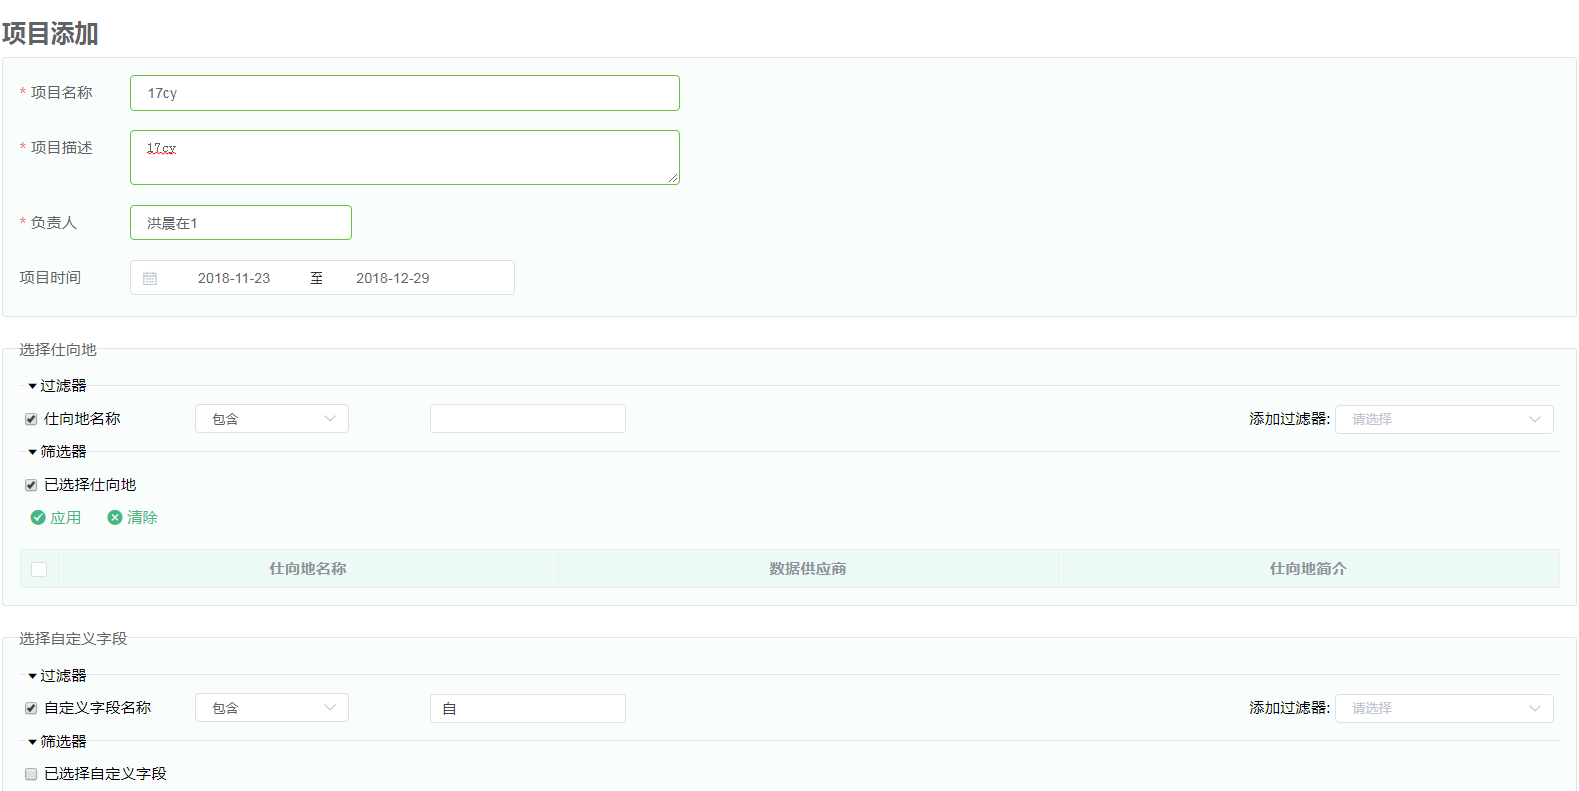 项目添加
* 项目名称 17cy
* 项目描述 17cy
* 负责人 洪晨在1
项目时间 2018-11-23 至 2018-12-29
选择仕向地
过滤器
仕向地名称 包含 添加过滤器: 请选择
筛选器
已选择仕向地
应用 清除
仕向地名称 数据供应商 仕向地简介
选择自定义字段
过滤器
自定义字段名称 包含 自 添加过滤器: 请选择
筛选器
已选择自定义字段